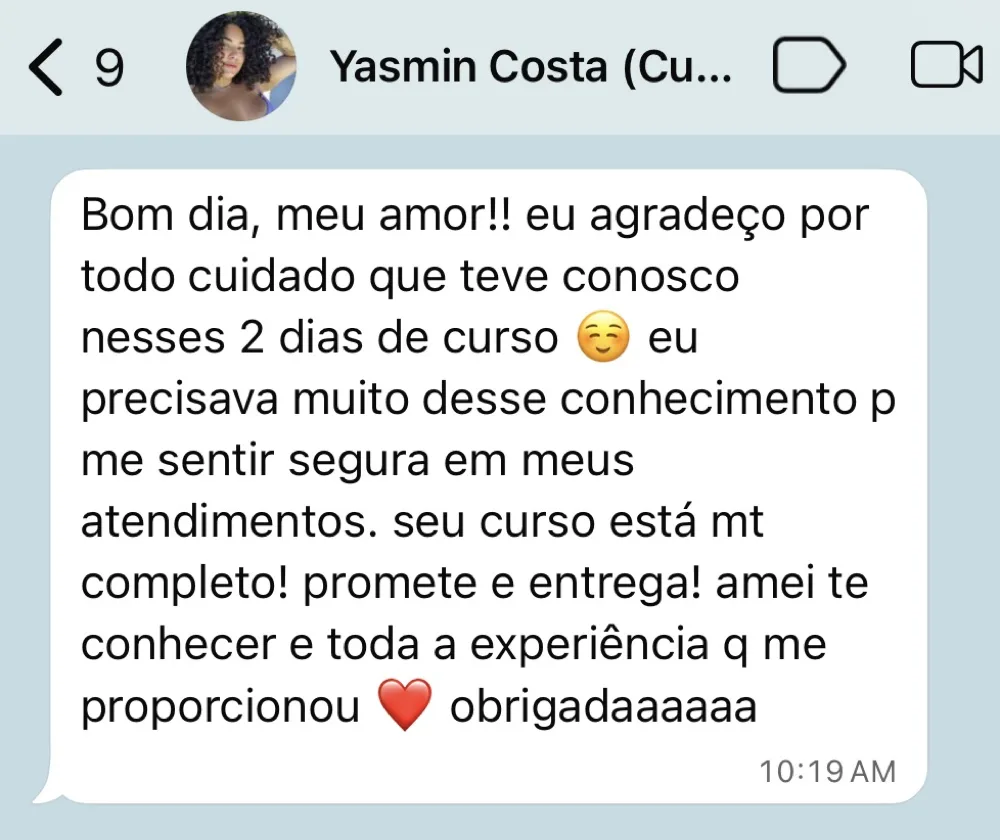 9 Yasmin Costa (Cu...
Bom dia, meu amor!! eu agradeço por
todo cuidado que teve conosco
nesses 2 dias de curso ☺️ eu
precisava muito desse conhecimento p
me sentir segura em meus
atendimentos. seu curso está mt
completo! promete e entrega! amei te
conhecer e toda a experiência q me
proporcionou ❤️ obrigadaaaaaa
10:19 AM